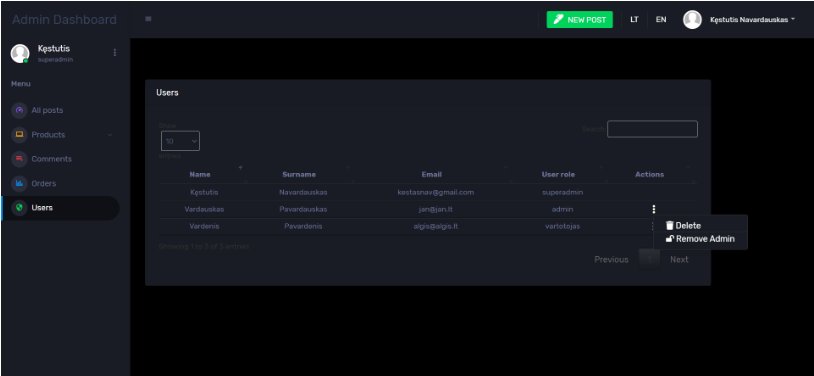 Admin Dashboard
NEW POST
LT
EN
Kęstutis Navardauskas
Kęstutis
superadmin
Menu
All posts
Products
Comments
Orders
Users
Users
Show
10
entries
Search:
Name Surname Email User role Actions
Kęstutis Navardauskas kestasnav@gmail.com superadmin
Vardauskas Pavardauskas jan@jan.lt admin
Vardenis Pavardenis algis@algis.lt vartotojas
Delete
Remove Admin
Showing 1 to 3 of 3 entries
Previous 1 Next